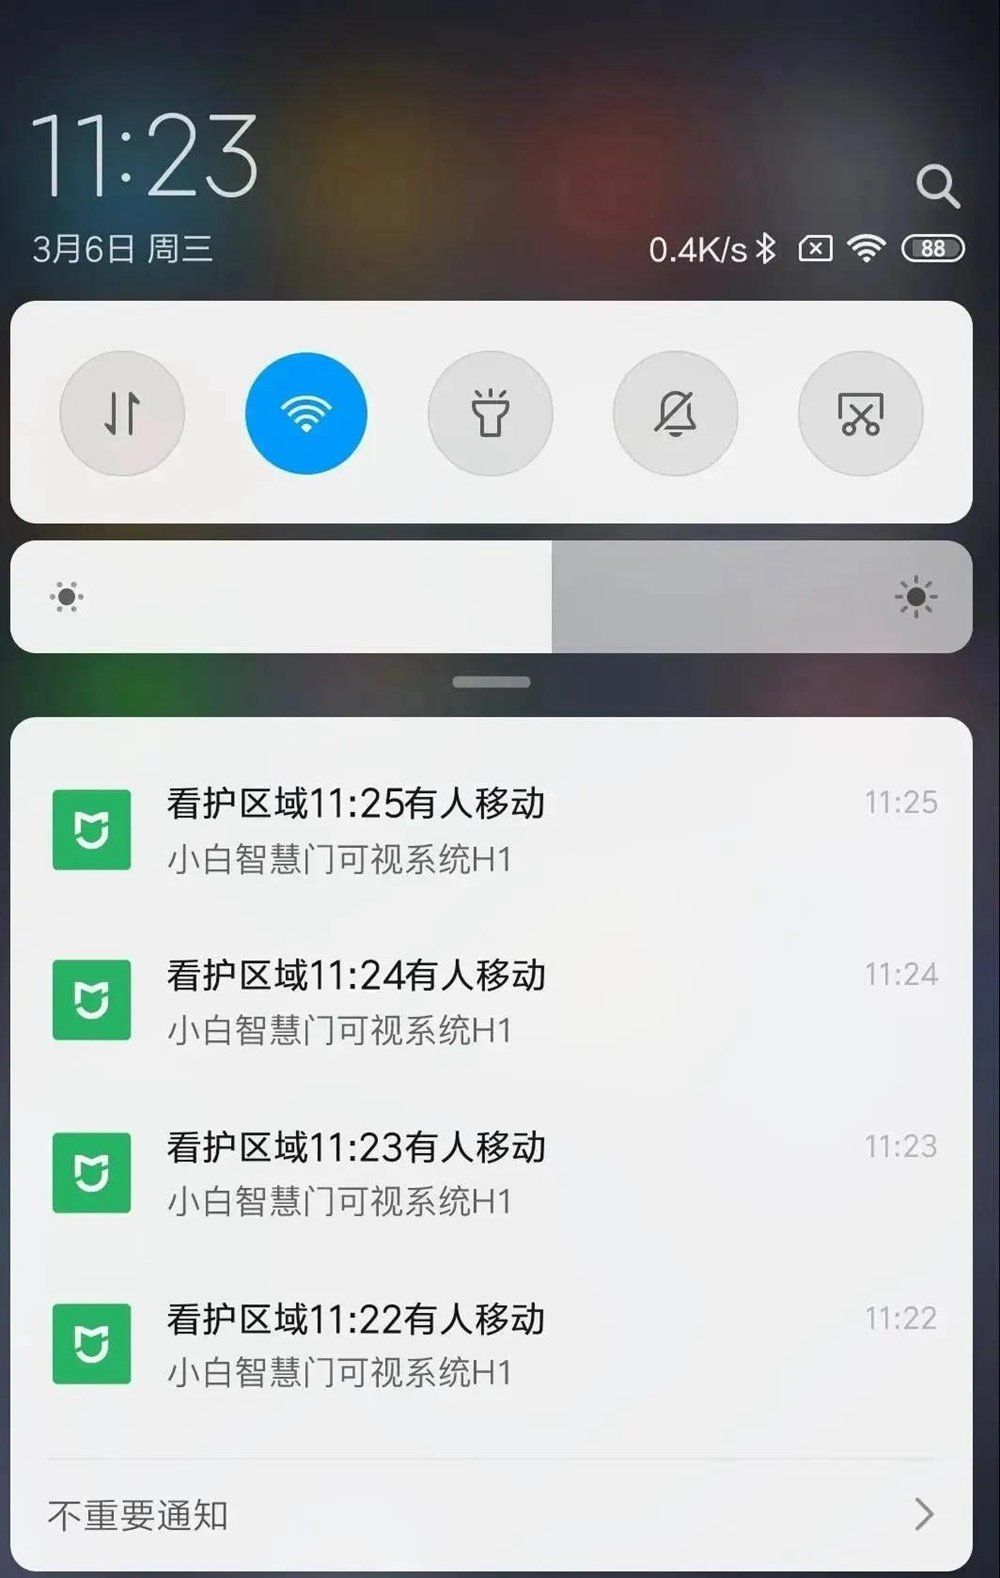 11:23
3月6日 周三
0.4K/s
88
看护区域11:25有人移动
11:25
小白智慧门可视系统H1
看护区域11:24有人移动
11:24
小白智慧门可视系统H1
看护区域11:23有人移动
11:23
小白智慧门可视系统H1
看护区域11:22有人移动
11:22
小白智慧门可视系统H1
不重要通知